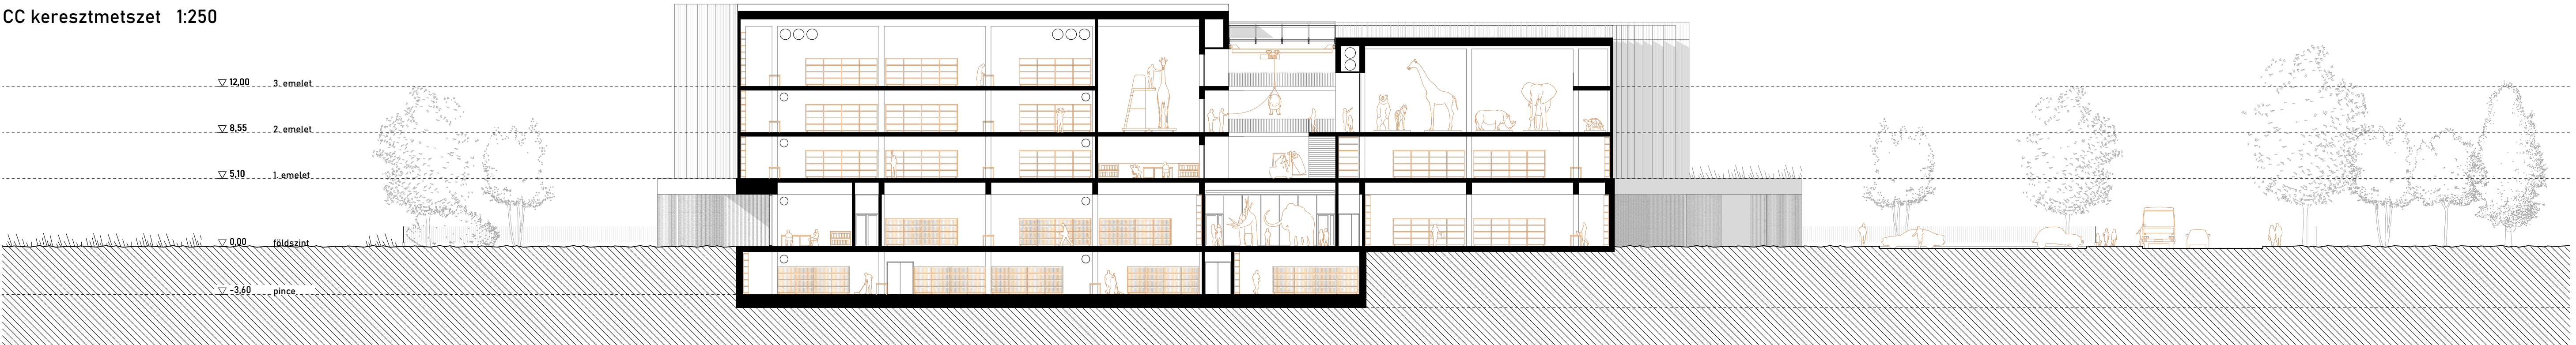 CC keresztmetszet 1:250
12,00 3. emelet
8,55 2. emelet
5,10 1. emelet
0,00 földszint
-3,60 pince